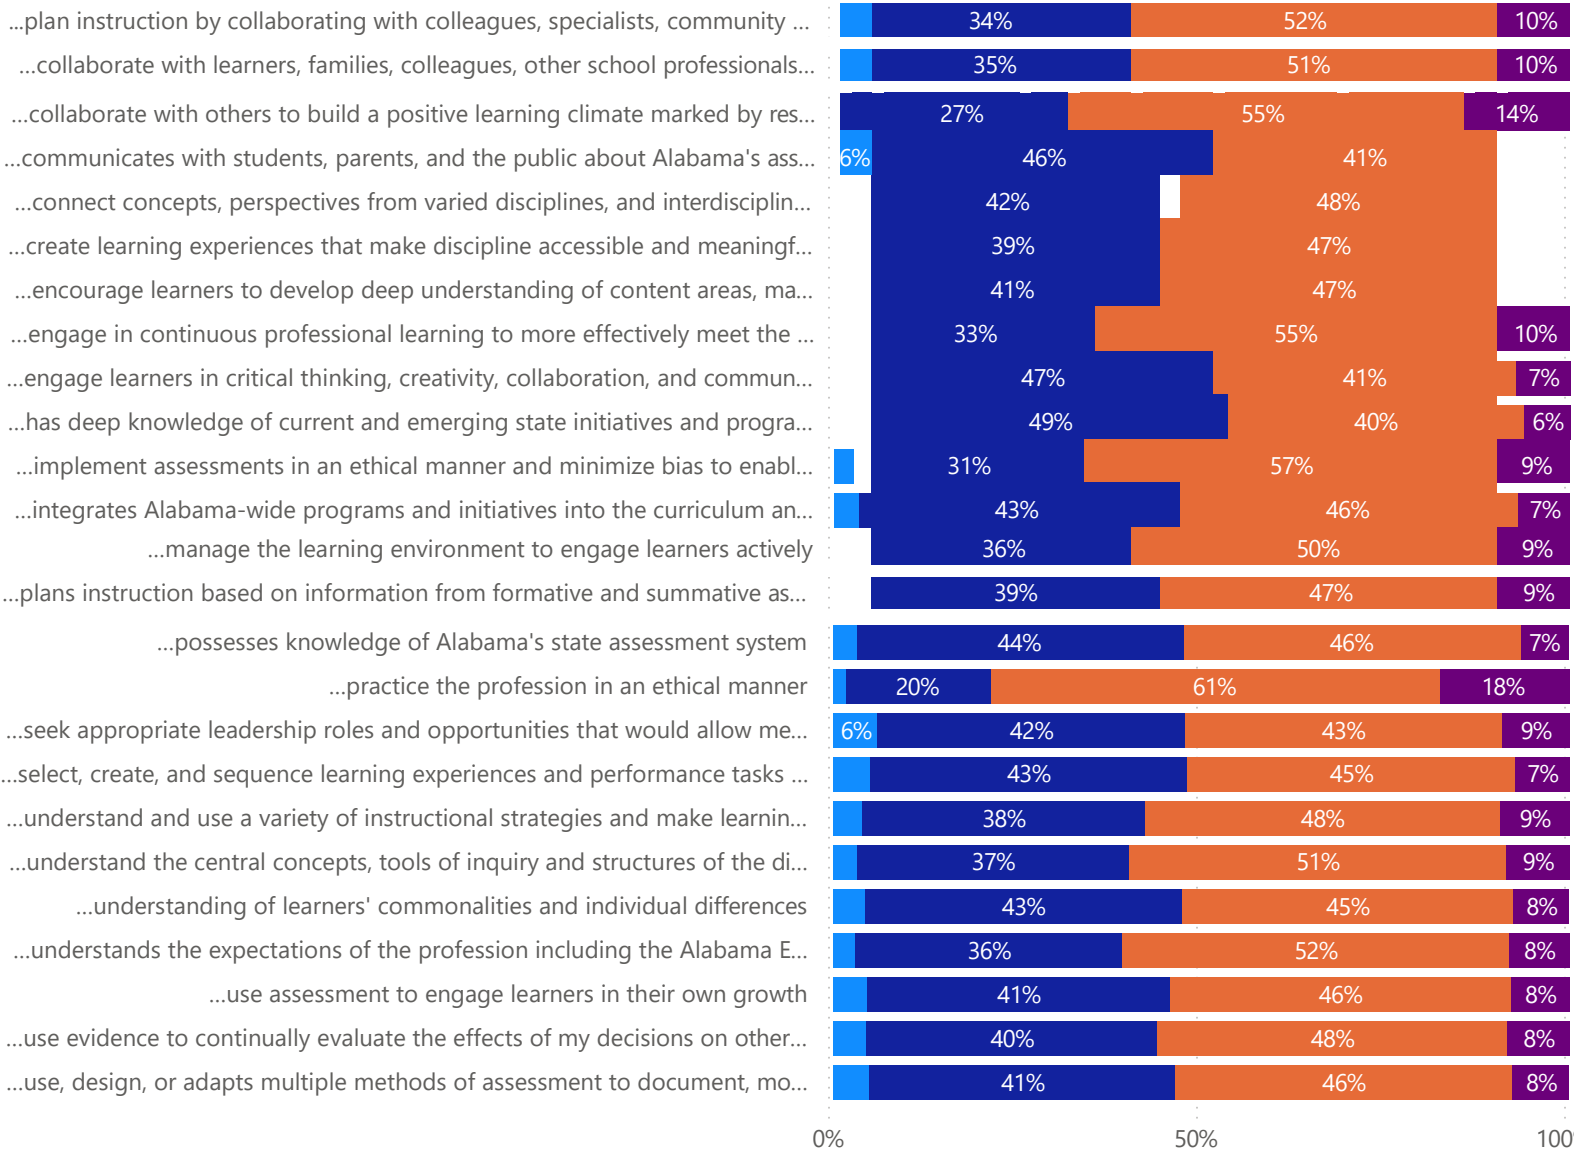 ...plan instruction by collaborating with colleagues, specialists, community ... 34% 52% 10%
...collaborate with learners, families, colleagues, other school professionals... 35% 51% 10%
...collaborate with others to build a positive learning climate marked by res... 27% 55% 14%
...communicates with students, parents, and the public about Alabama's ass... 6% 46% 41%
...connect concepts, perspectives from varied disciplines, and interdisciplin... 42% 48%
...create learning experiences that make discipline accessible and meaningf... 39% 47%
...encourage learners to develop deep understanding of content areas, ma... 41% 47%
...engage in continuous professional learning to more effectively meet the ... 33% 55% 10%
...engage learners in critical thinking, creativity, collaboration, and commun... 47% 41% 7%
...has deep knowledge of current and emerging state initiatives and progra... 49% 40% 6%
...implement assessments in an ethical manner and minimize bias to enabl... 31% 57% 9%
...integrates Alabama-wide programs and initiatives into the curriculum an... 43% 46% 7%
...manage the learning environment to engage learners actively 36% 50% 9%
...plans instruction based on information from formative and summative as... 39% 47% 9%
...possesses knowledge of Alabama's state assessment system 44% 46% 7%
...practice the profession in an ethical manner 20% 61% 18%
...seek appropriate leadership roles and opportunities that would allow me... 6% 42% 43% 9%
...select, create, and sequence learning experiences and performance tasks ... 43% 45% 7%
...understand and use a variety of instructional strategies and make learnin... 38% 48% 9%
...understand the central concepts, tools of inquiry and structures of the di... 37% 51% 9%
...understanding of learners' commonalities and individual differences 43% 45% 8%
...understands the expectations of the profession including the Alabama E... 36% 52% 8%
...use assessment to engage learners in their own growth 41% 46% 8%
...use evidence to continually evaluate the effects of my decisions on other... 40% 48% 8%
...use, design, or adapts multiple methods of assessment to document, mo... 41% 46% 8%
0% 50% 100